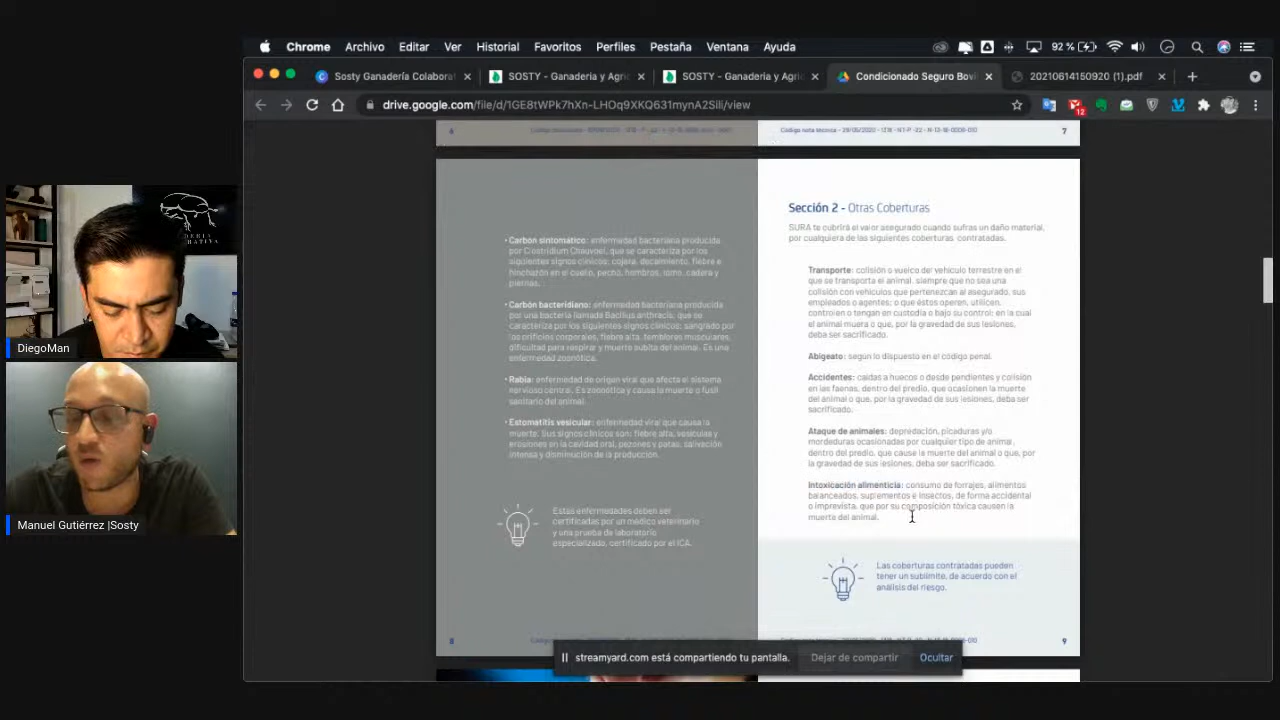 Chrome Archivo Editar Ver Historial Favoritos Perfiles Pestaña Ventana Ayuda
92 %
Sosty Ganadería Colaborat
SOSTY - Ganaderia y Agric
SOSTY - Ganaderia y Agric
Condicionado Seguro Bovi
20210614150920 (1).pdf
drive.google.com/file/d/1GE8tWPk7hXn-LHOq9XKQ631mynA2SiIi/view
12
6
7
• Carbón sintomático: enfermedad bacteriana producida
por Clostridium Chauvoei, que se caracteriza por los
siguientes signos clínicos: cojera, decaimiento, fiebre e
hinchazón en el cuello, pecho, hombros, lomo, cadera y
piernas.
• Carbón bacteridiano: enfermedad bacteriana producida
por una bacteria llamada Bacillus anthracis; que se
caracteriza por los siguientes signos clínicos: sangrado por
los orificios corporales, fiebre alta, temblores musculares,
dificultad para respirar y muerte súbita del animal. Es una
enfermedad zoonótica.
• Rabia: enfermedad de origen viral que afecta el sistema
nervioso central. Es zoonótica y causa la muerte o fusil
sanitario del animal.
• Estomatitis vesicular: enfermedad viral que causa la
muerte. Sus signos clínicos son: fiebre alta, vesículas y
erosiones en la cavidad oral, pezones y patas, salivación
intensa y disminución de la producción.
Estas enfermedades deben ser
certificadas por un médico veterinario
y una prueba de laboratorio
especializado, certificado por el ICA.
8
Sección 2 - Otras Coberturas
SURA te cubrirá el valor asegurado cuando sufras un daño material,
por cualquiera de las siguientes coberturas contratadas.
Transporte: colisión o vuelco del vehículo terrestre en el
que se transporta el animal, siempre que no sea una
colisión con vehículos que pertenezcan al asegurado, sus
empleados o agentes; o que éstos operen, utilicen,
controlen o tengan en custodia o bajo su control; en la cual
el animal muera o que, por la gravedad de sus lesiones,
deba ser sacrificado.
Abigeato: según lo dispuesto en el código penal.
Accidentes: caídas a huecos o desde pendientes y colisión
en las faenas, dentro del predio, que ocasionen la muerte
del animal o que, por la gravedad de sus lesiones, deba ser
sacrificado.
Ataque de animales: depredación, picaduras y/o
mordeduras ocasionadas por cualquier tipo de animal,
dentro del predio, que cause la muerte del animal o que, por
la gravedad de sus lesiones, deba ser sacrificado.
Intoxicación alimenticia: consumo de forrajes, alimentos
balanceados, suplementos e insectos, de forma accidental
o imprevista, que por su composición tóxica causen la
muerte del animal.
Las coberturas contratadas pueden
tener un sublímite, de acuerdo con el
análisis del riesgo.
9
streamyard.com está compartiendo tu pantalla.
Dejar de compartir
Ocultar
DiegoMan
Manuel Gutiérrez |Sosty